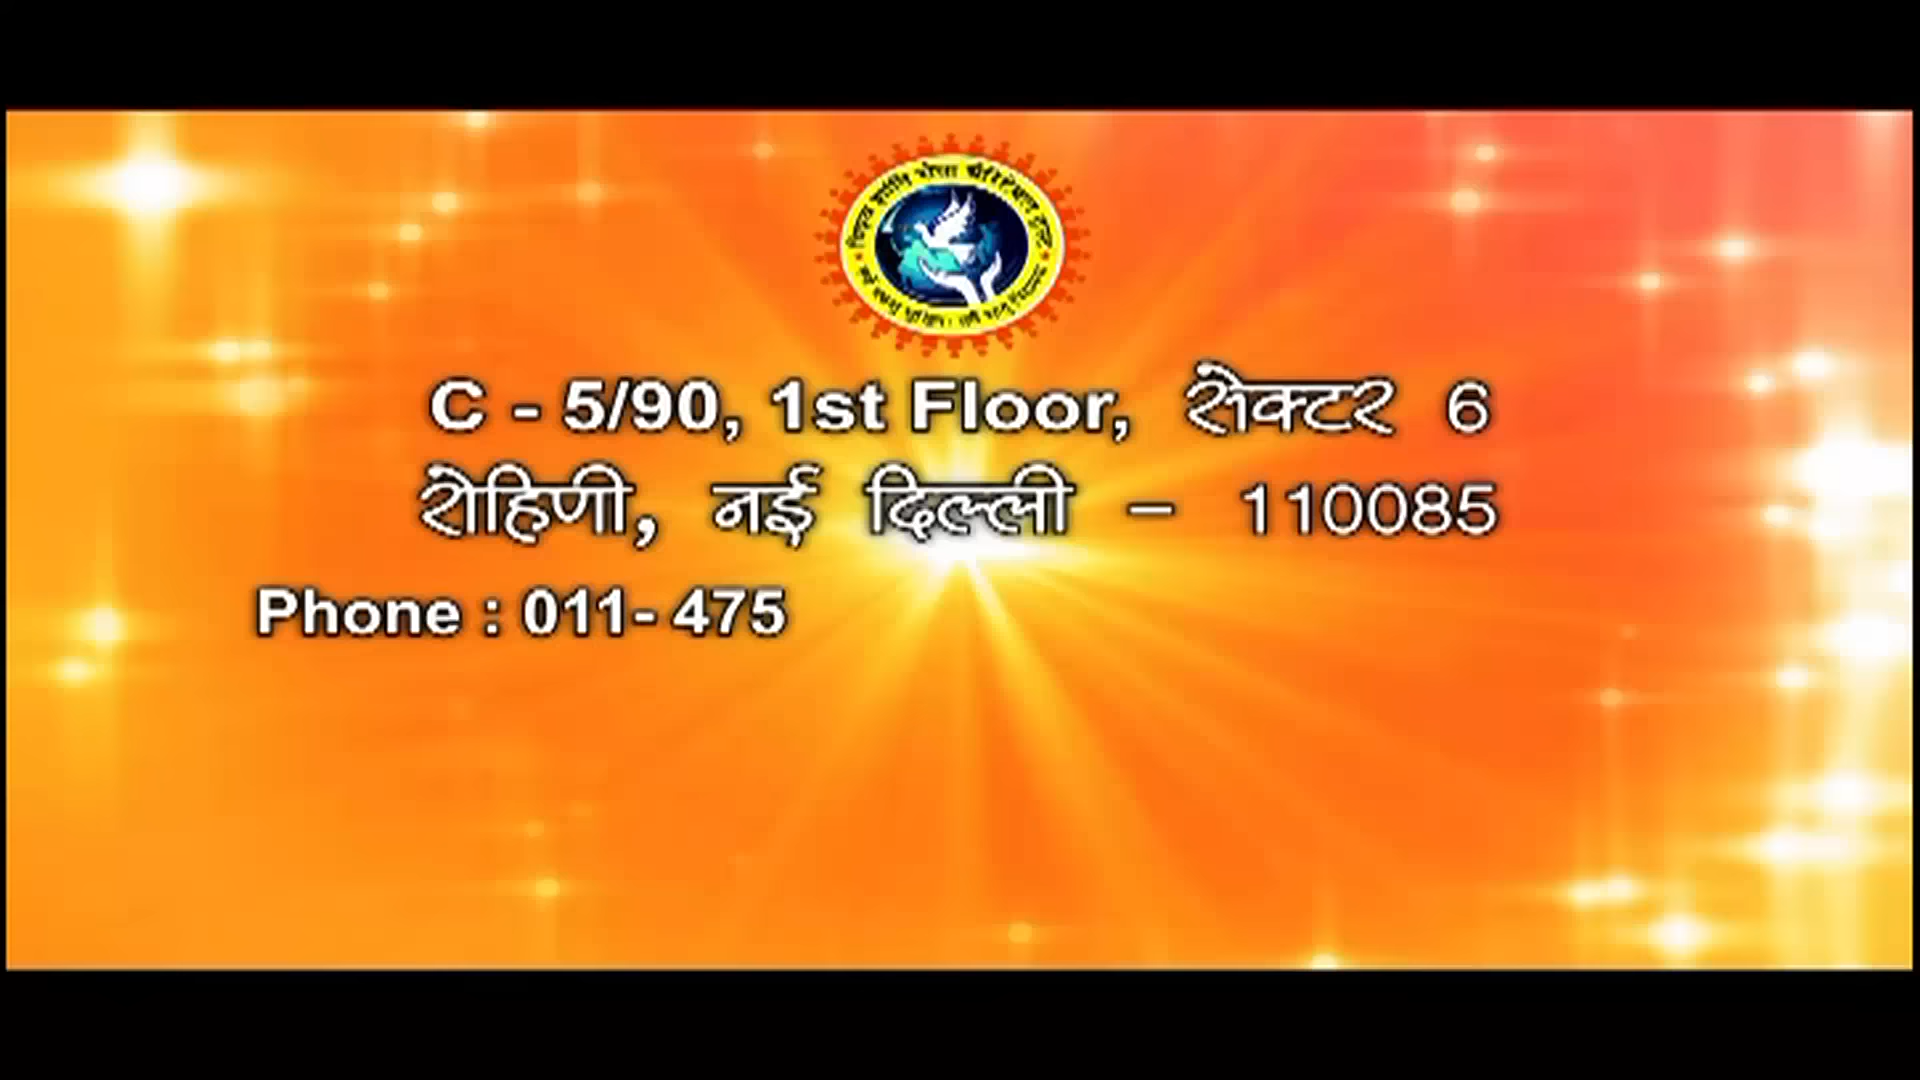 C - 5/90, 1st Floor, सेक्टर 6
रोहिणी, नई दिल्ली – 110085
Phone : 011- 475